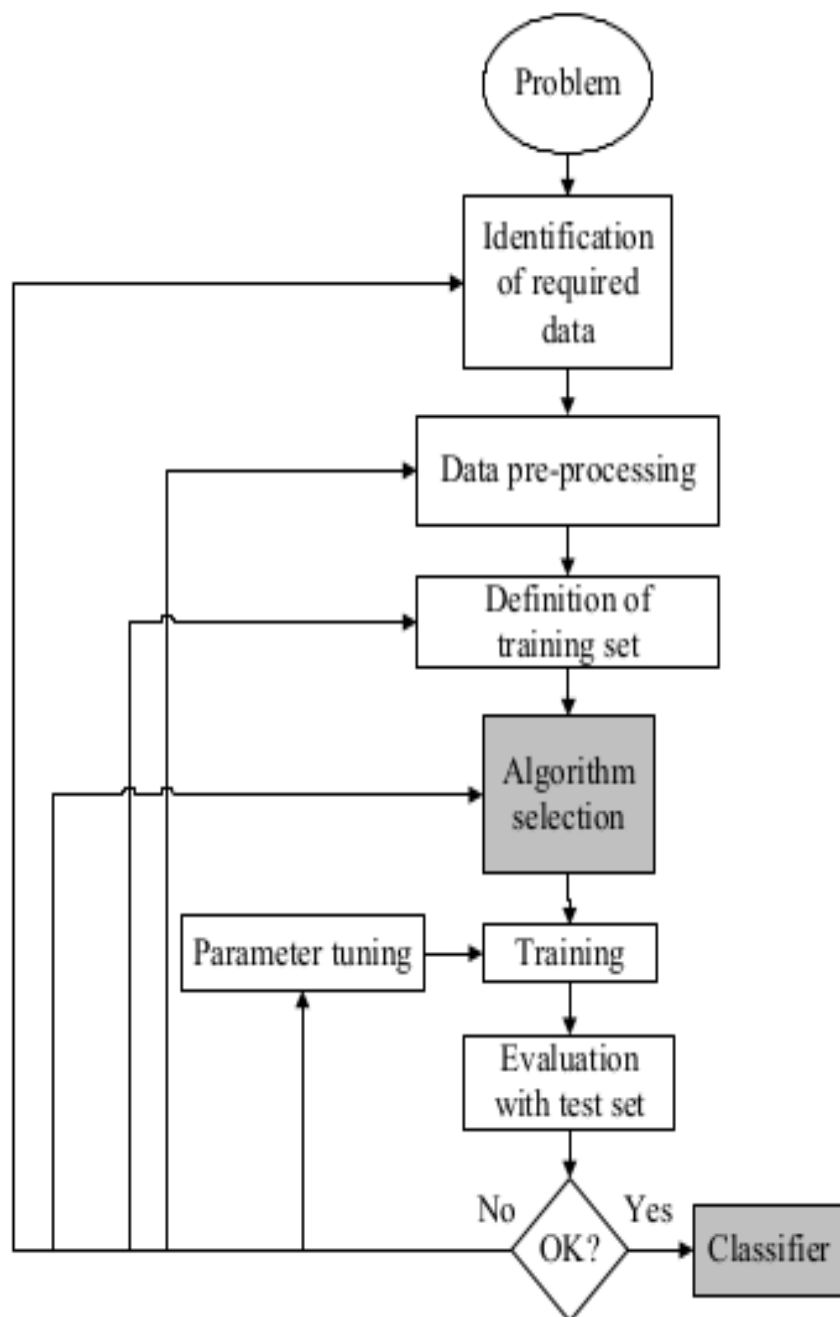 Problem
Identification
of required
data
Data pre-processing
Definition of
training set
Algorithm
selection
Parameter tuning
Training
Evaluation
with test set
No
Yes
OK?
Classifier